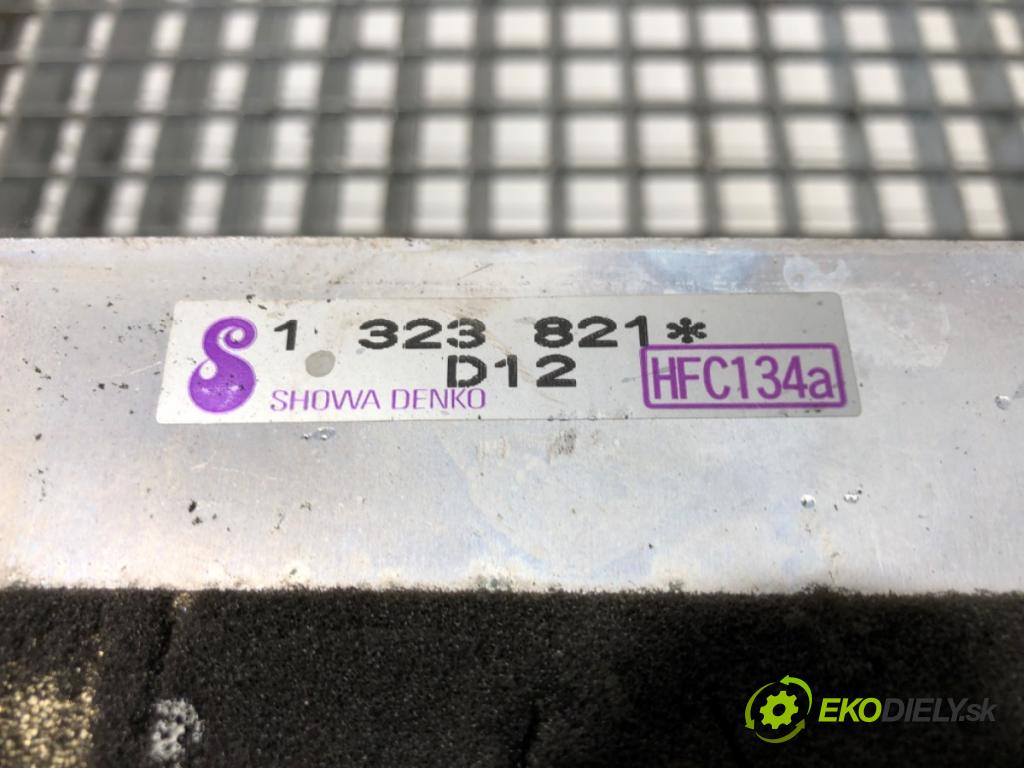 1 323 821*
D12
SHOWA DENKO
HFC134a
EKODIELY.sk